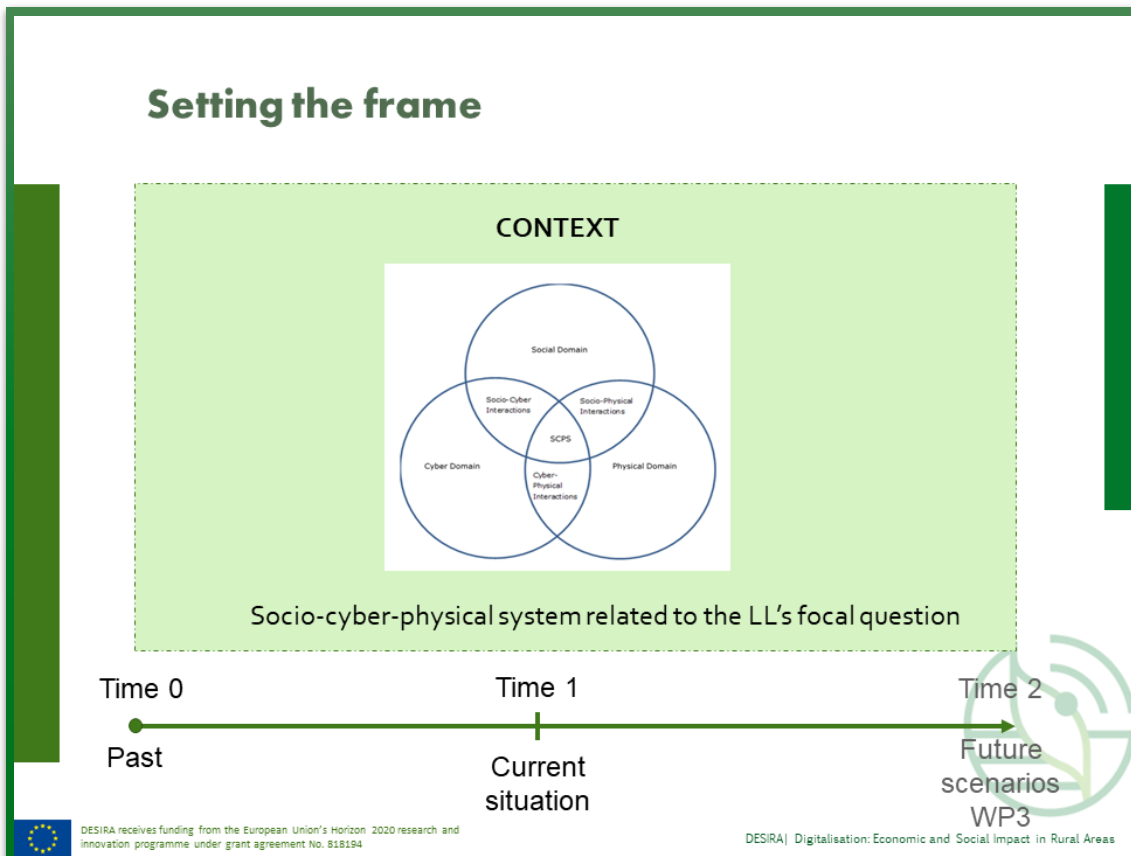 Setting the frame
CONTEXT
Social Domain
Socio-Cyber
Interactions
Socio-Physical
Interactions
SCPS
Cyber Domain
Physical Domain
Cyber-
Physical
Interactions
Socio-cyber-physical system related to the LL's focal question
Time 0
Time 1
Time 2
Past
Current
situation
Future
scenarios
WP3
DESIRA receives funding from the European Union's Horizon 2020 research and
innovation programme under grant agreement No. 818194
DESIRA| Digitalisation: Economic and Social Impact in Rural Areas